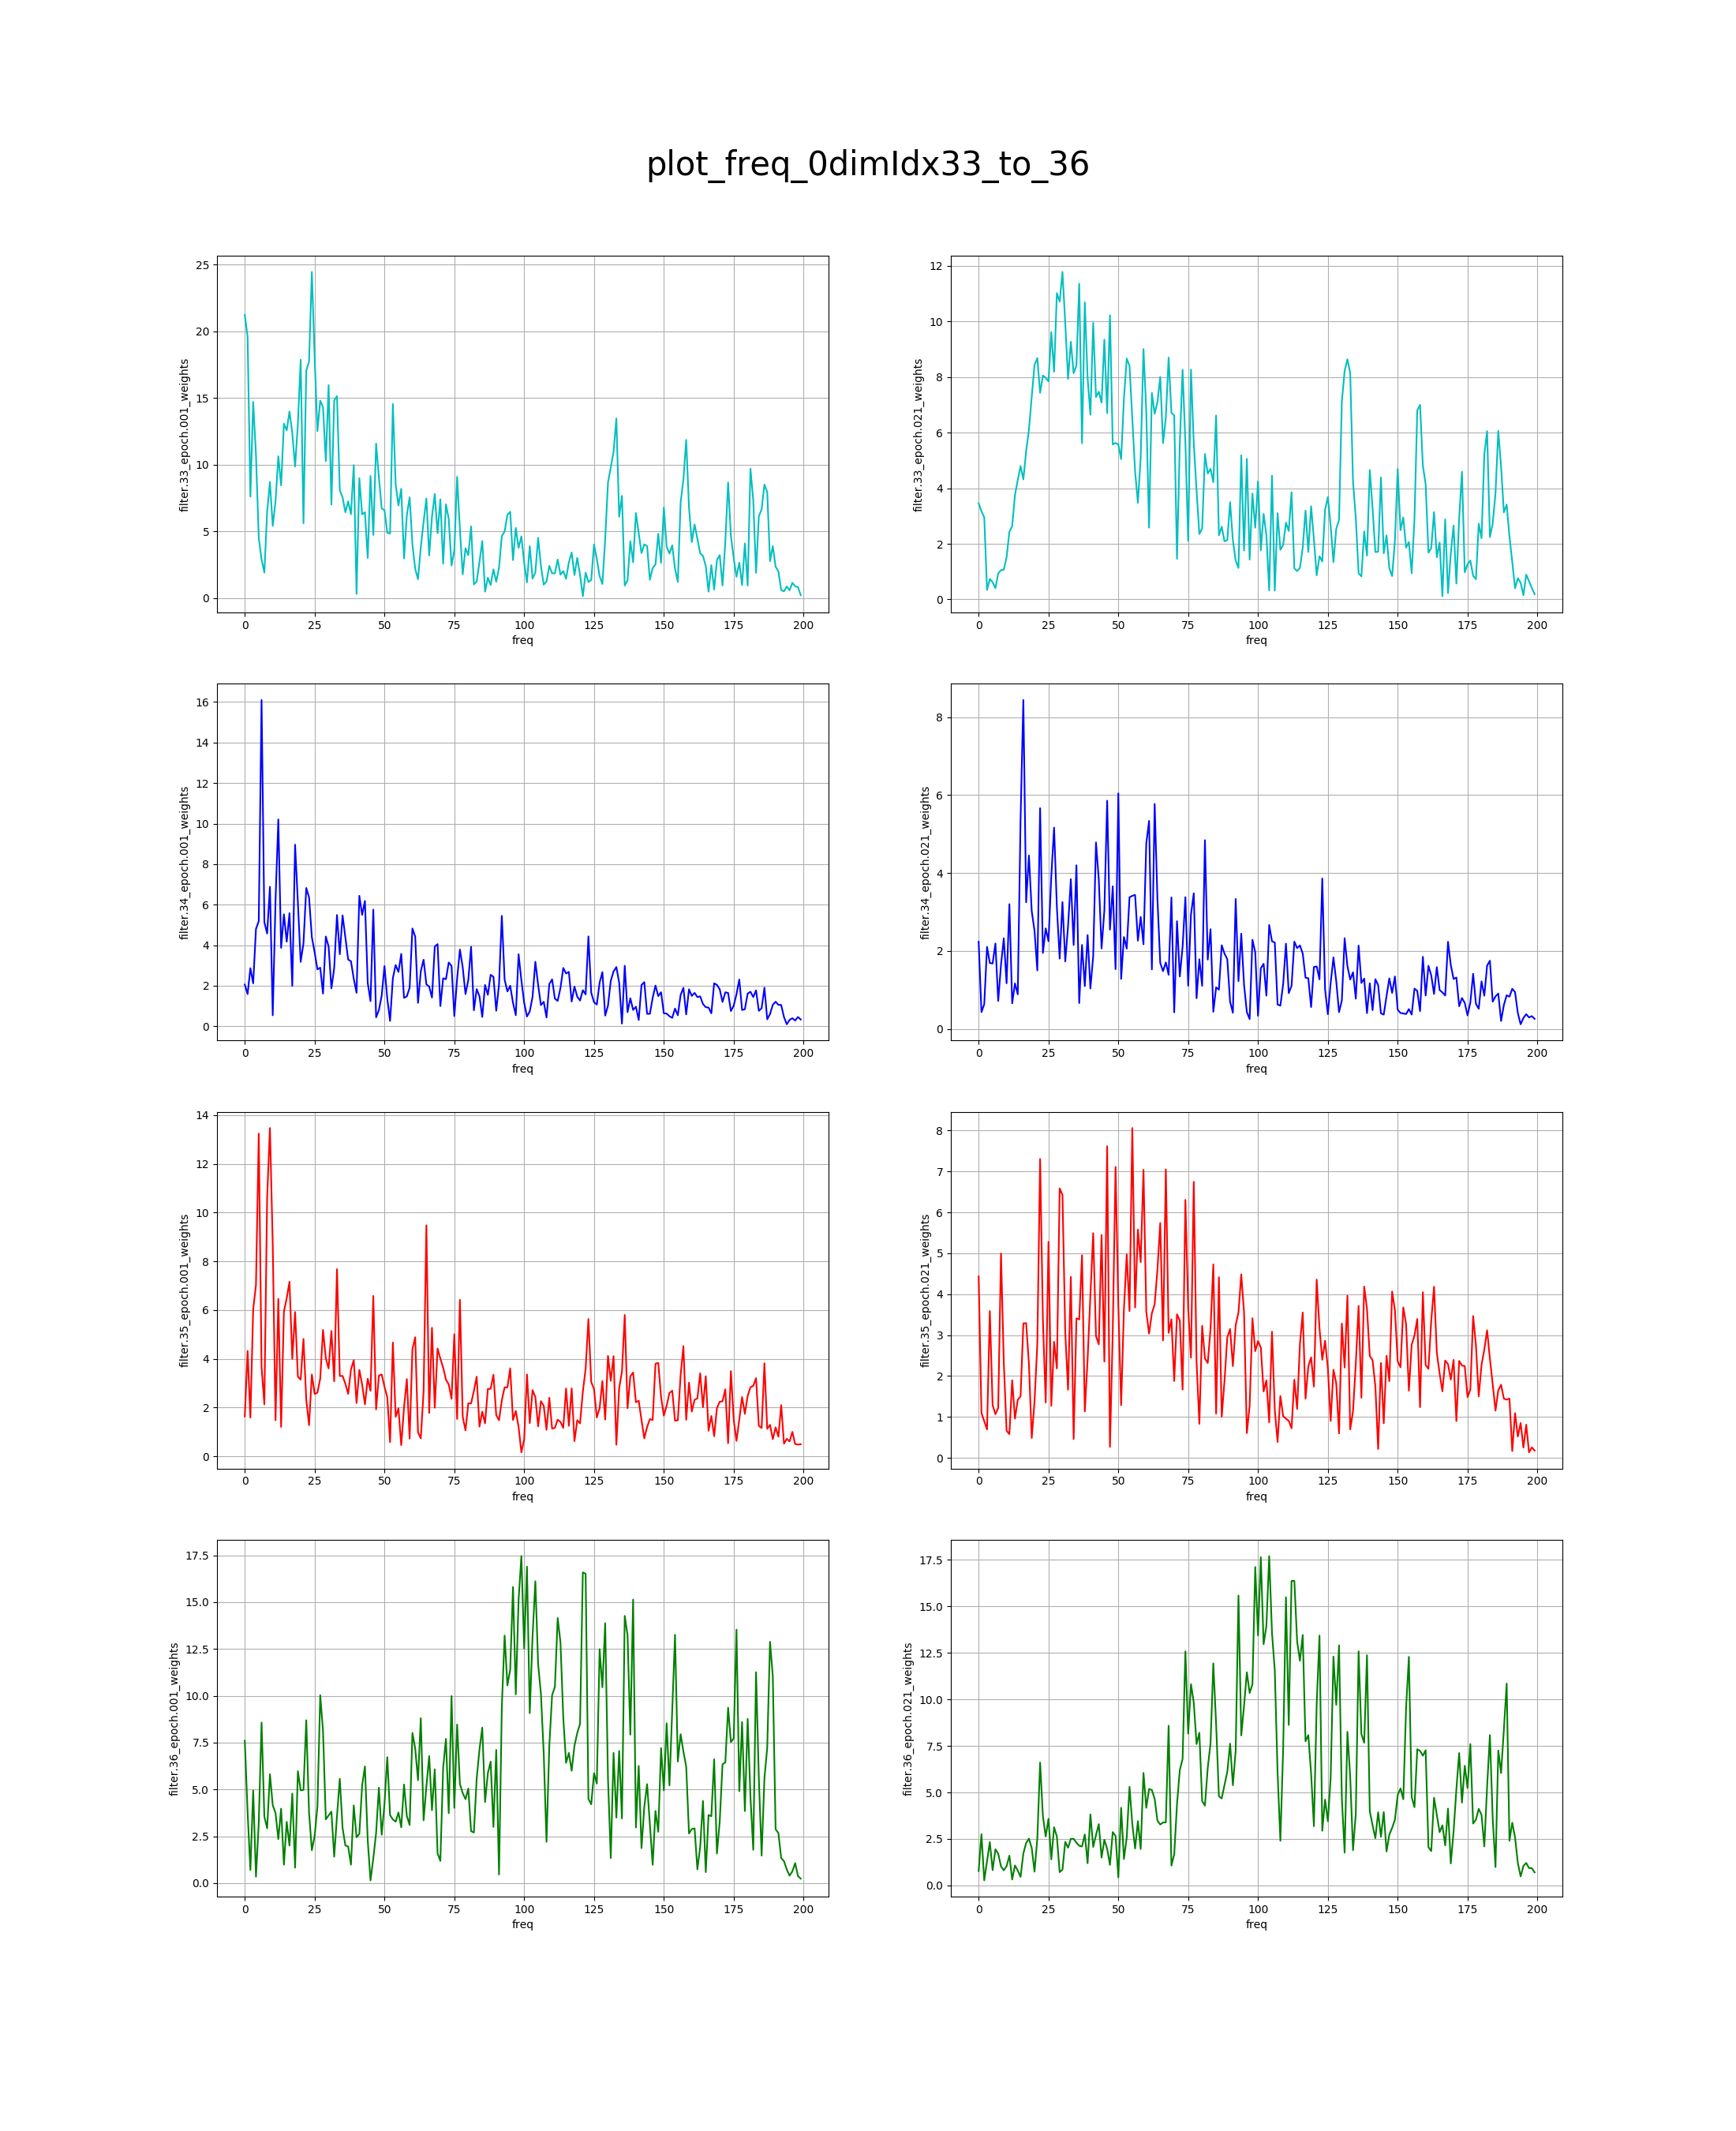 plot_freq_0dimIdx33_to_36
filter.33_epoch.001_weights
25
20
15
10
5
0
0 25 50 75 100 125 150 175 200
freq
filter.33_epoch.021_weights
12
10
8
6
4
2
0
0 25 50 75 100 125 150 175 200
freq
filter.34_epoch.001_weights
16
14
12
10
8
6
4
2
0
0 25 50 75 100 125 150 175 200
freq
filter.34_epoch.021_weights
8
6
4
2
0
0 25 50 75 100 125 150 175 200
freq
filter.35_epoch.001_weights
14
12
10
8
6
4
2
0
0 25 50 75 100 125 150 175 200
freq
filter.35_epoch.021_weights
8
7
6
5
4
3
2
1
0
0 25 50 75 100 125 150 175 200
freq
filter.36_epoch.001_weights
17.5
15.0
12.5
10.0
7.5
5.0
2.5
0.0
0 25 50 75 100 125 150 175 200
freq
filter.36_epoch.021_weights
17.5
15.0
12.5
10.0
7.5
5.0
2.5
0.0
0 25 50 75 100 125 150 175 200
freq